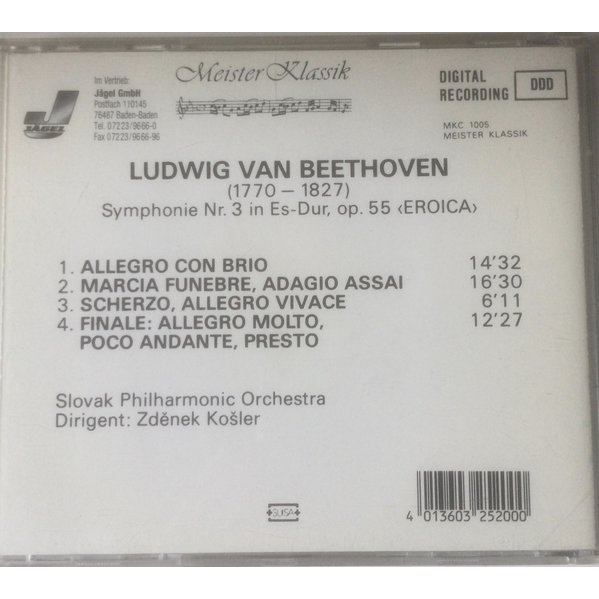 Im Vertrieb:
Jägel GmbH
Postfach 110145
76487 Baden-Baden
Tel. 07223/9666-0
Fax 07223/9666-96
JÄGEL
Meister Klassik
DIGITAL
RECORDING
DDD
MKC 1005
MEISTER KLASSIK
LUDWIG VAN BEETHOVEN
(1770 – 1827)
Symphonie Nr. 3 in Es-Dur, op. 55 ‹EROICA›
1. ALLEGRO CON BRIO 14'32
2. MARCIA FUNEBRE, ADAGIO ASSAI 16'30
3. SCHERZO, ALLEGRO VIVACE 6'11
4. FINALE: ALLEGRO MOLTO, 12'27
POCO ANDANTE, PRESTO
Slovak Philharmonic Orchestra
Dirigent: Zděnek Košler
SUISA
4 013603 252000